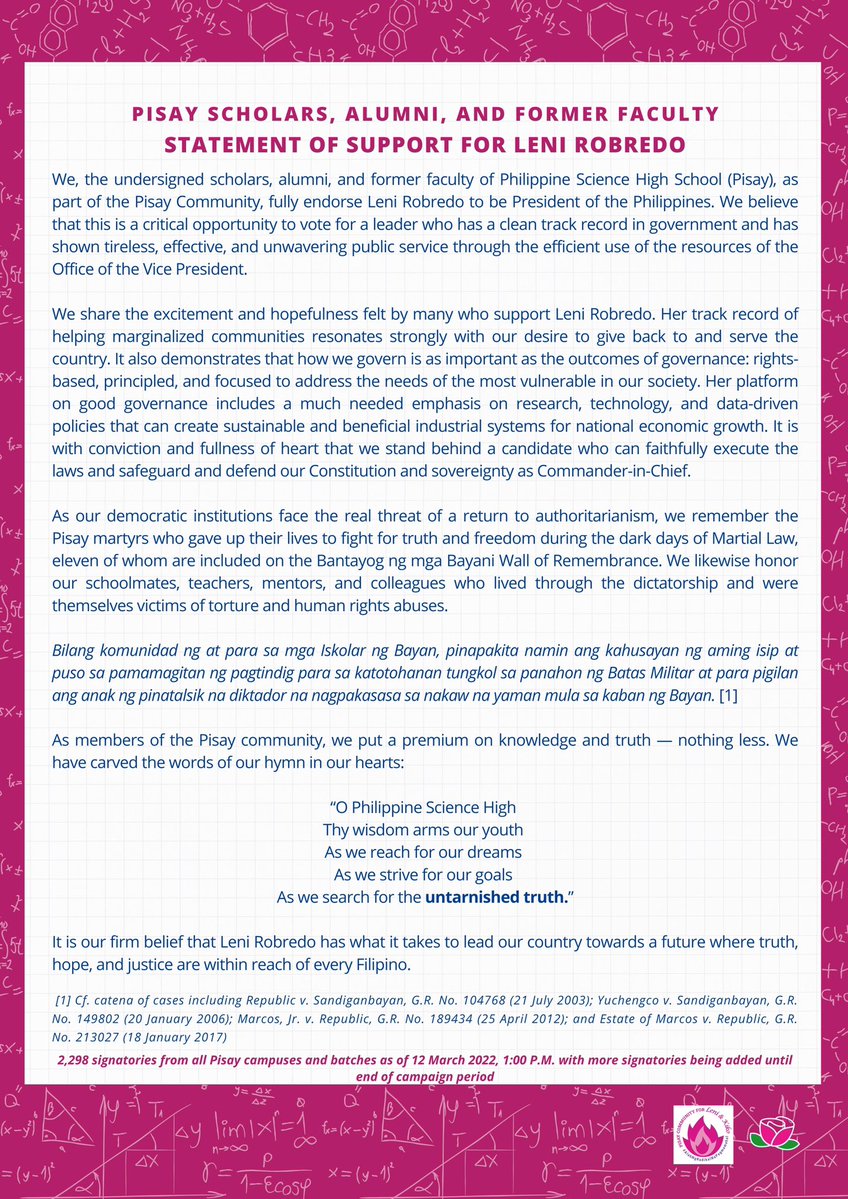 PISAY SCHOLARS, ALUMNI, AND FORMER FACULTY
STATEMENT OF SUPPORT FOR LENI ROBREDO
We, the undersigned scholars, alumni, and former faculty of Philippine Science High School (Pisay), as
part of the Pisay Community, fully endorse Leni Robredo to be President of the Philippines. We believe
that this is a critical opportunity to vote for a leader who has a clean track record in government and has
shown tireless, effective, and unwavering public service through the efficient use of the resources of the
Office of the Vice President.
We share the excitement and hopefulness felt by many who support Leni Robredo. Her track record of
helping marginalized communities resonates strongly with our desire to give back to and serve the
country. It also demonstrates that how we govern is as important as the outcomes of governance: rights-
based, principled, and focused to address the needs of the most vulnerable in our society. Her platform
on good governance includes a much needed emphasis on research, technology, and data-driven
policies that can create sustainable and beneficial industrial systems for national economic growth. It is
with conviction and fullness of heart that we stand behind a candidate who can faithfully execute the
laws and safeguard and defend our Constitution and sovereignty as Commander-in-Chief.
As our democratic institutions face the real threat of a return to authoritarianism, we remember the
Pisay martyrs who gave up their lives to fight for truth and freedom during the dark days of Martial Law,
eleven of whom are included on the Bantayog ng mga Bayani Wall of Remembrance. We likewise honor
our schoolmates, teachers, mentors, and colleagues who lived through the dictatorship and were
themselves victims of torture and human rights abuses.
Bilang komunidad ng at para sa mga Iskolar ng Bayan, pinapakita namin ang kahusayan ng aming isip at
puso sa pamamagitan ng pagtindig para sa katotohanan tungkol sa panahon ng Batas Militar at para pigilan
ang anak ng pinatalsik na diktador na nagpakasasa sa nakaw na yaman mula sa kaban ng Bayan. [1]
As members of the Pisay community, we put a premium on knowledge and truth — nothing less. We
have carved the words of our hymn in our hearts:
“O Philippine Science High
Thy wisdom arms our youth
As we reach for our dreams
As we strive for our goals
As we search for the untarnished truth.”
It is our firm belief that Leni Robredo has what it takes to lead our country towards a future where truth,
hope, and justice are within reach of every Filipino.
[1] Cf. catena of cases including Republic v. Sandiganbayan, G.R. No. 104768 (21 July 2003); Yuchengco v. Sandiganbayan, G.R.
No. 149802 (20 January 2006); Marcos, Jr. v. Republic, G.R. No. 189434 (25 April 2012); and Estate of Marcos v. Republic, G.R.
No. 213027 (18 January 2017)
2,298 signatories from all Pisay campuses and batches as of 12 March 2022, 1:00 P.M. with more signatories being added until
end of campaign period